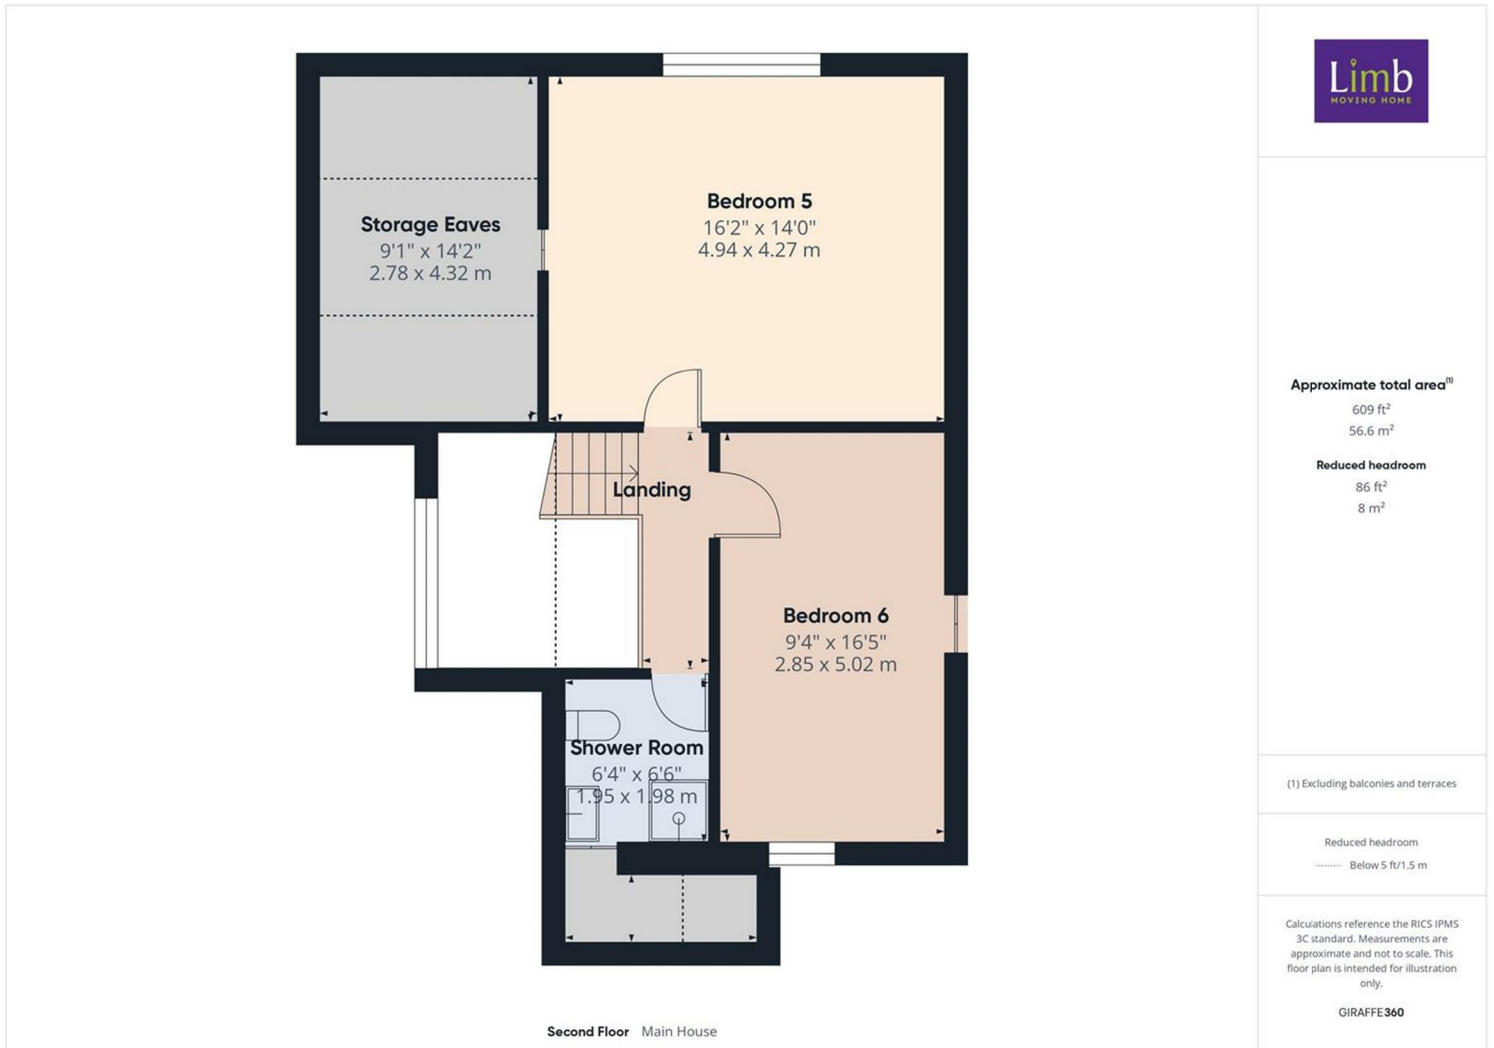 Limb
MOVING HOME
Storage Eaves
9'1" x 14'2"
2.78 x 4.32 m
Bedroom 5
16'2" x 14'0"
4.94 x 4.27 m
Landing
Bedroom 6
9'4" x 16'5"
2.85 x 5.02 m
Shower Room
6'4" x 6'6"
1.95 x 1.98 m
Second Floor Main House
Approximate total area(1)
609 ft²
56.6 m²
Reduced headroom
86 ft²
8 m²
(1) Excluding balconies and terraces
Reduced headroom
Below 5 ft/1.5 m
Calculations reference the RICS IPMS
3C standard. Measurements are
approximate and not to scale. This
floor plan is intended for illustration
only.
GIRAFFE360